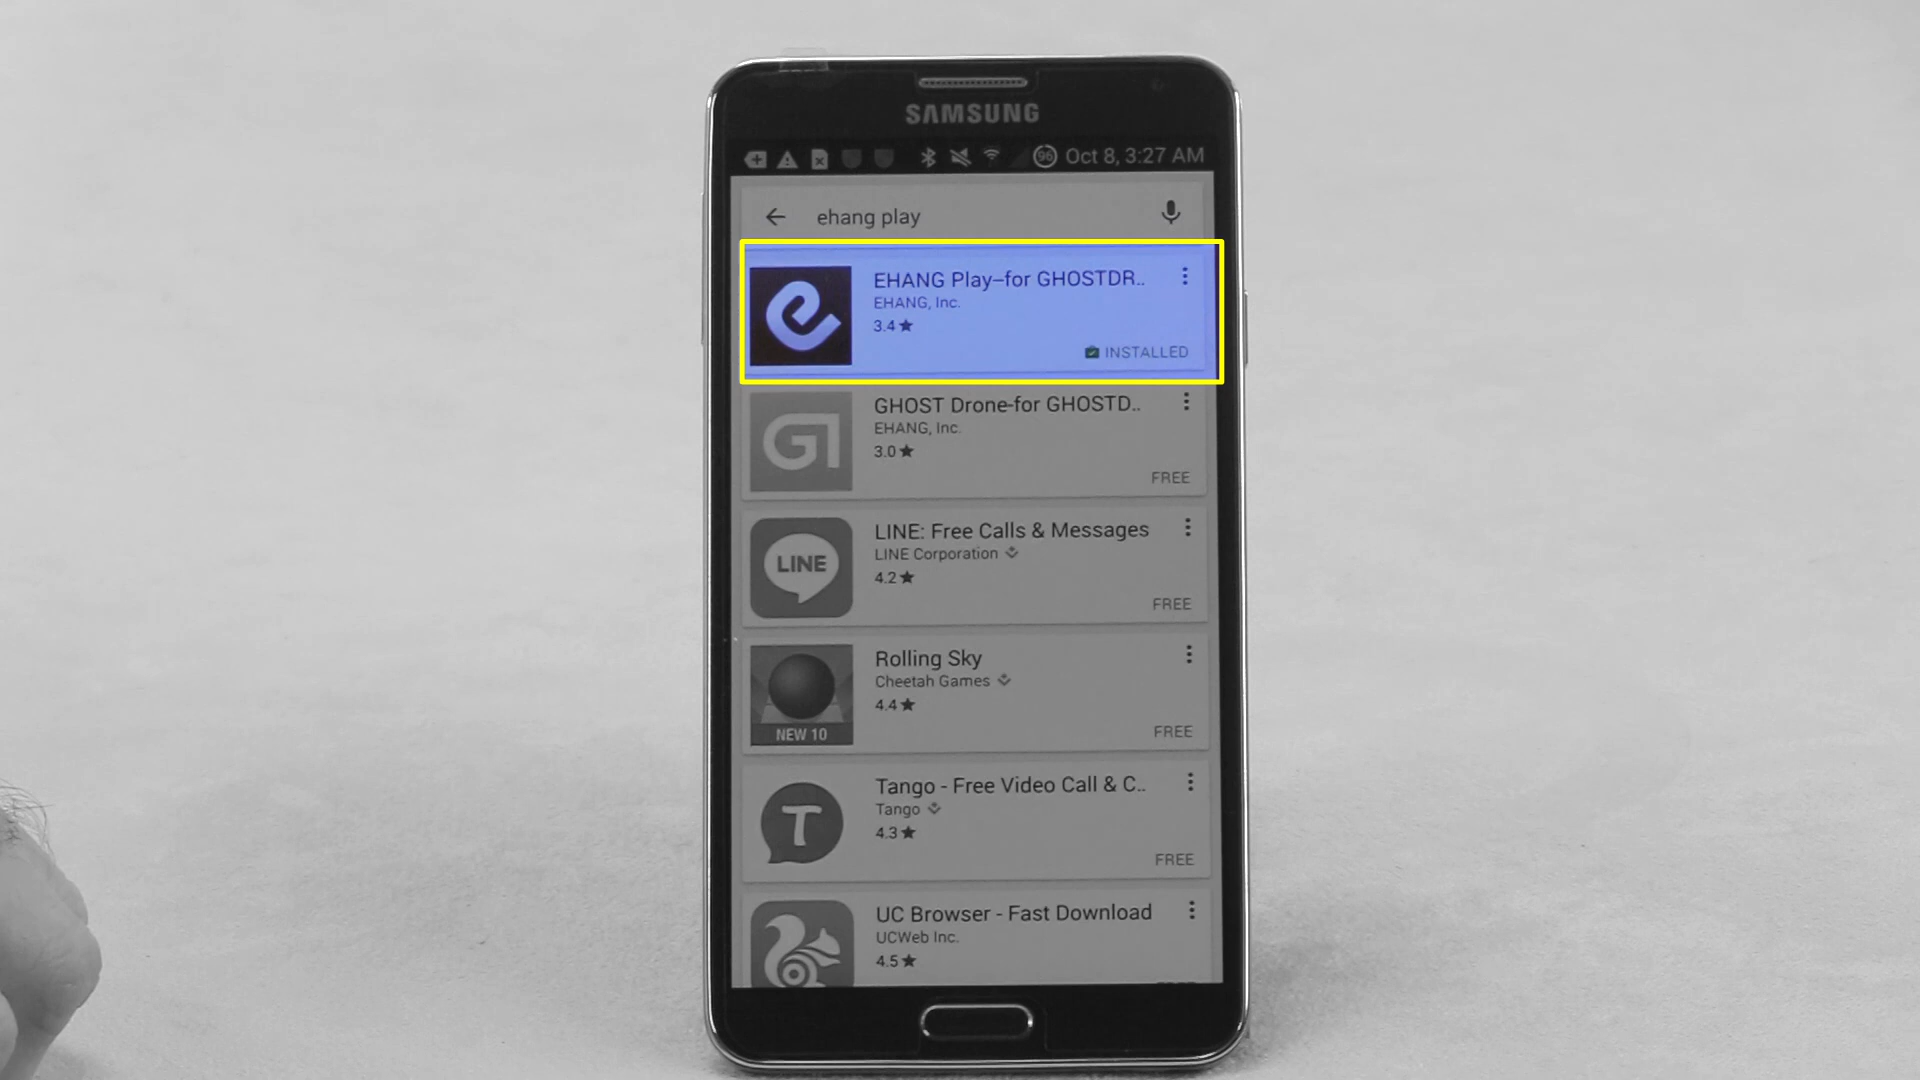 SAMSUNG
96 Oct 8, 3:27 AM
ehang play
EHANG Play–for GHOSTDR..
EHANG, Inc.
3.4★
INSTALLED
GHOST Drone-for GHOSTD..
EHANG, Inc.
3.0★
FREE
LINE
LINE: Free Calls & Messages
LINE Corporation
4.2★
FREE
Rolling Sky
Cheetah Games
4.4★
NEW 10
FREE
Tango - Free Video Call & C..
Tango
4.3★
FREE
UC Browser - Fast Download
UCWeb Inc.
4.5★